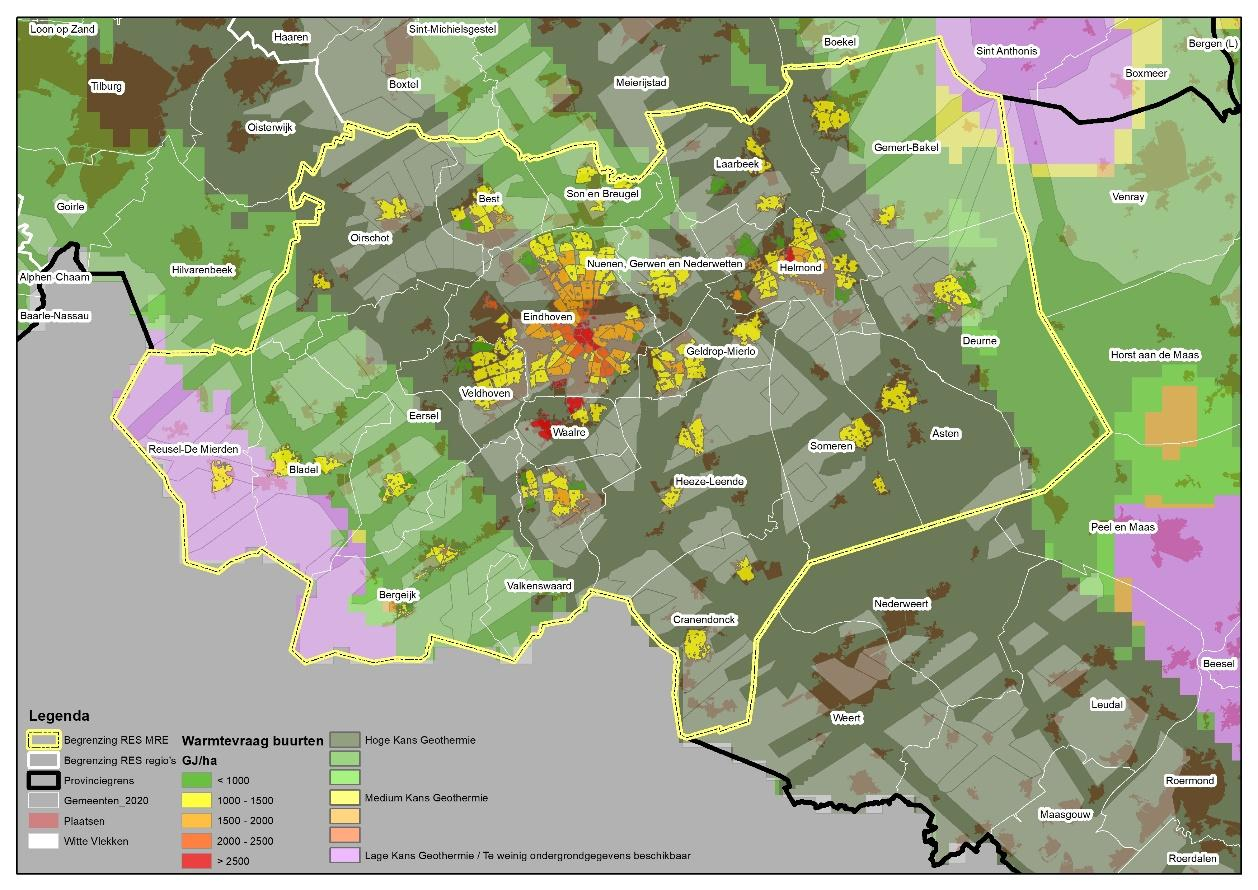 Loon op Zand
Haaren
Sint-Michielsgestel
Boekel
Sint Anthonis
Bergen (L)
Tilburg
Boxtel
Meierijstad
Boxmeer
Oisterwijk
Gemert-Bakel
Laarbeek
Goirle
Best
Son en Breugel
Venray
Oirschot
Hilvarenbeek
Nuenen, Gerwen en Nederwetten
Helmond
Alphen-Chaam
Baarle-Nassau
Eindhoven
Geldrop-Mierlo
Deurne
Horst aan de Maas
Veldhoven
Eersel
Waalre
Reusel-De Mierden
Bladel
Someren
Asten
Heeze-Leende
Peel en Maas
Valkenswaard
Bergeijk
Nederweert
Cranendonck
Beesel
Weert
Leudal
Roermond
Maasgouw
Roerdalen
Legenda
Begrenzing RES MRE
Begrenzing RES regio's
Provinciegrens
Gemeenten_2020
Plaatsen
Witte Vlekken
Warmtevraag buurten
GJ/ha
< 1000
1000 - 1500
1500 - 2000
2000 - 2500
> 2500
Hoge Kans Geothermie
Medium Kans Geothermie
Lage Kans Geothermie / Te weinig ondergrondgegevens beschikbaar